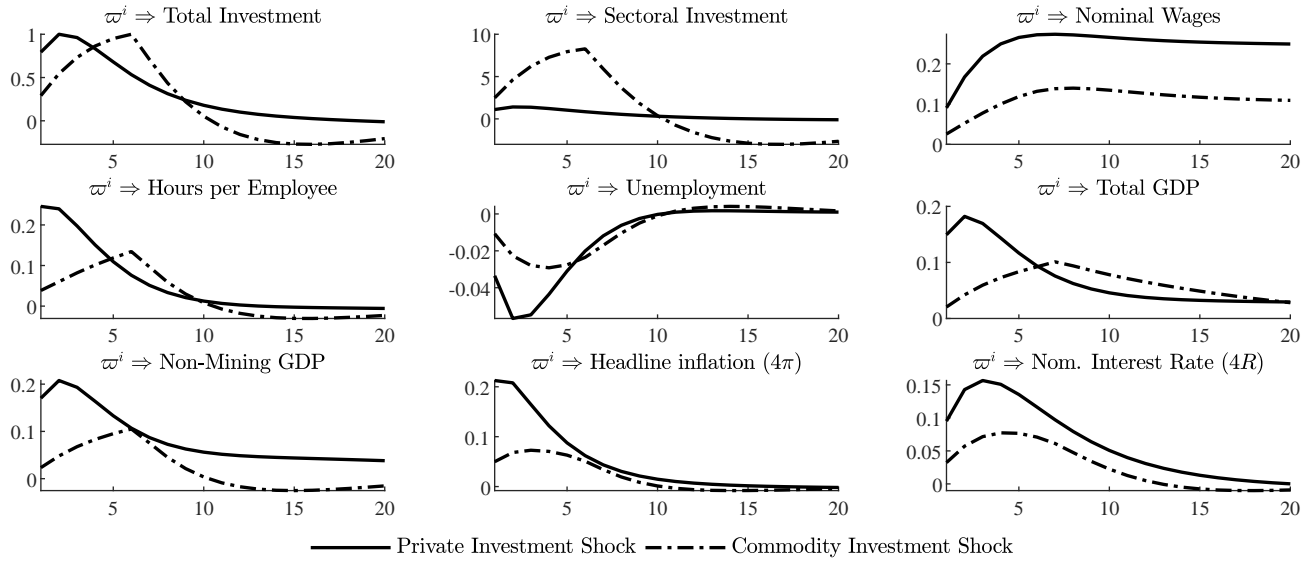 ϖ^i ⇒ Total Investment
1
0.5
0
5 10 15 20
ϖ^i ⇒ Sectoral Investment
10
5
0
5 10 15 20
ϖ^i ⇒ Nominal Wages
0.2
0.1
0
5 10 15 20
ϖ^i ⇒ Hours per Employee
0.2
0.1
0
5 10 15 20
ϖ^i ⇒ Unemployment
0
-0.02
-0.04
5 10 15 20
ϖ^i ⇒ Total GDP
0.2
0.1
0
5 10 15 20
ϖ^i ⇒ Non-Mining GDP
0.2
0.1
0
5 10 15 20
ϖ^i ⇒ Headline inflation (4π)
0.2
0.1
0
5 10 15 20
ϖ^i ⇒ Nom. Interest Rate (4R)
0.15
0.1
0.05
0
5 10 15 20
Private Investment Shock Commodity Investment Shock